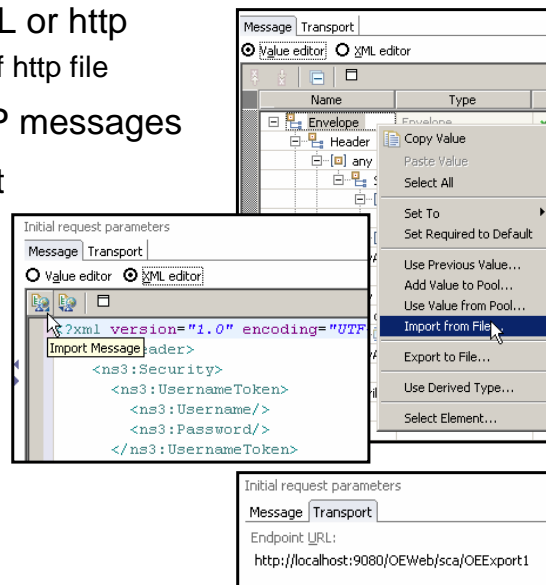 L or http
f http file
P messages
t
Message Transport
Value editor XML editor
Name Type
Envelope Envelope
Header
any
Copy Value
Paste Value
Select All
Set To
Set Required to Default
Use Previous Value...
Add Value to Pool...
Use Value from Pool...
Import from File...
Export to File...
Use Derived Type...
Select Element...
Initial request parameters
Message Transport
Value editor XML editor
<?xml version="1.0" encoding="UTF
Import Message
eader>
<ns3:Security>
<ns3:UsernameToken>
<ns3:Username/>
<ns3:Password/>
</ns3:UsernameToken>
Initial request parameters
Message Transport
Endpoint URL:
http://localhost:9080/OEWeb/sca/OEExport1